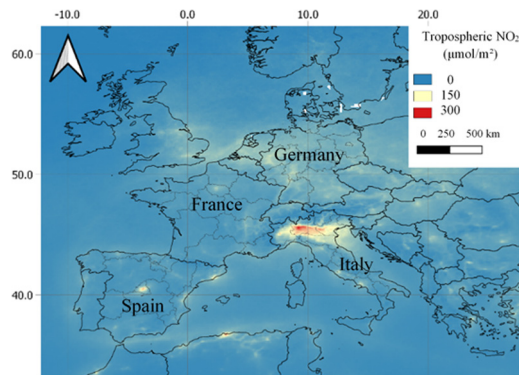 -10.0 0.0 10.0 20.0
Tropospheric NO₂
(μmol/m²)
0
150
300
0 250 500 km
60.0
50.0
40.0
Germany
France
Italy
Spain